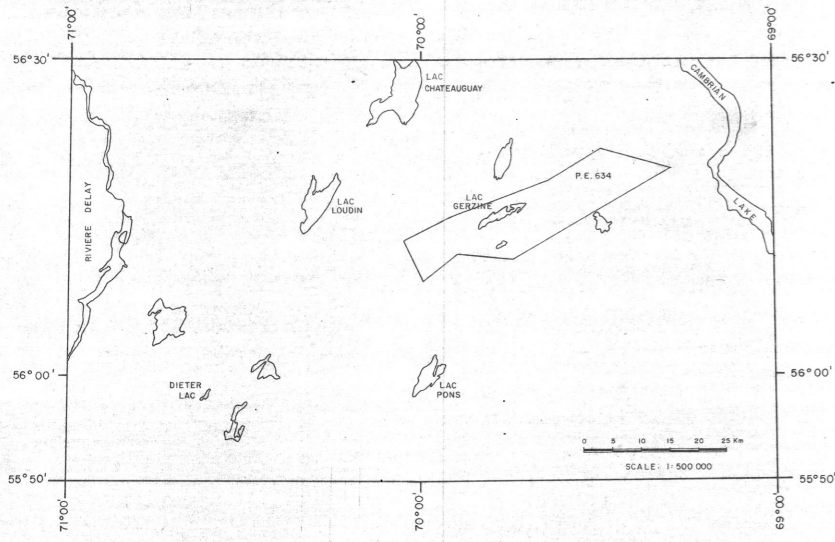 71°00'
70°00'
69°00'
56°30'
56°30'
LAC
CHATEAUGUAY
CAMBRIAN
LAKE
P.E. 634
LAC
GERZINE
LAC
LOUDIN
RIVIERE DELAY
56°00'
56°00'
DIETER
LAC
LAC
PONS
0 5 10 15 20 25 Km
SCALE: 1:500 000
55°50'
55°50'
71°00'
70°00'
69°00'